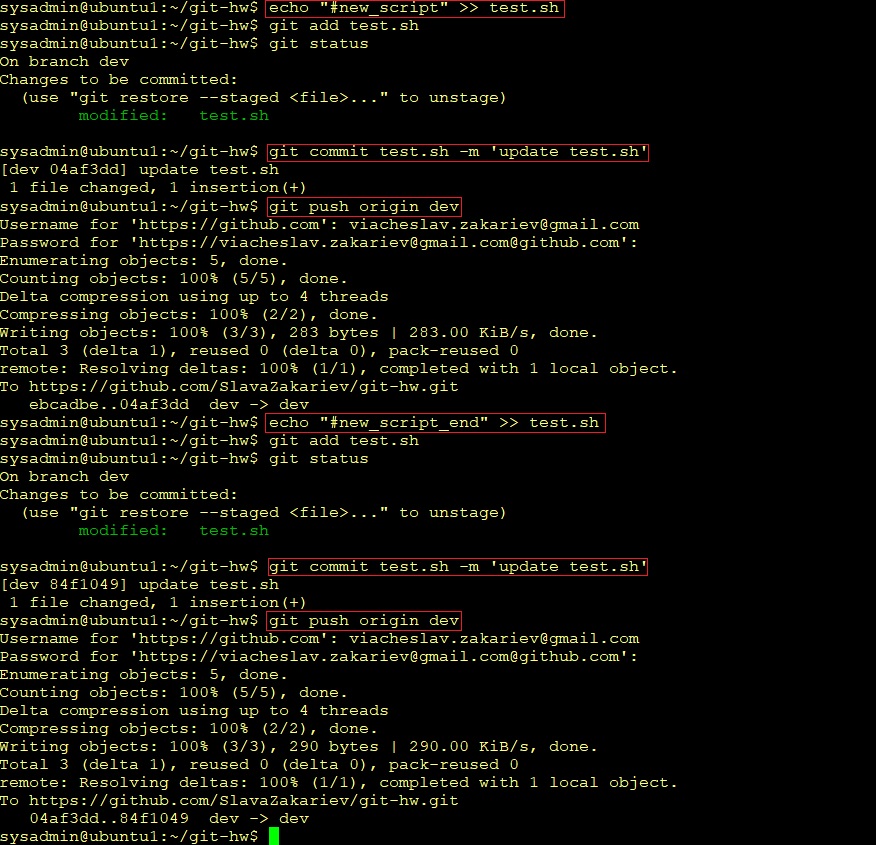 sysadmin@ubuntu1:~/git-hw$ echo "#new_script" >> test.sh
sysadmin@ubuntu1:~/git-hw$ git add test.sh
sysadmin@ubuntu1:~/git-hw$ git status
On branch dev
Changes to be committed:
  (use "git restore --staged <file>..." to unstage)
        modified:   test.sh

sysadmin@ubuntu1:~/git-hw$ git commit test.sh -m 'update test.sh'
[dev 04af3dd] update test.sh
 1 file changed, 1 insertion(+)
sysadmin@ubuntu1:~/git-hw$ git push origin dev
Username for 'https://github.com': viacheslav.zakariev@gmail.com
Password for 'https://viacheslav.zakariev@gmail.com@github.com':
Enumerating objects: 5, done.
Counting objects: 100% (5/5), done.
Delta compression using up to 4 threads
Compressing objects: 100% (2/2), done.
Writing objects: 100% (3/3), 283 bytes | 283.00 KiB/s, done.
Total 3 (delta 1), reused 0 (delta 0), pack-reused 0
remote: Resolving deltas: 100% (1/1), completed with 1 local object.
To https://github.com/SlavaZakariev/git-hw.git
   ebcadbe..04af3dd  dev -> dev
sysadmin@ubuntu1:~/git-hw$ echo "#new_script_end" >> test.sh
sysadmin@ubuntu1:~/git-hw$ git add test.sh
sysadmin@ubuntu1:~/git-hw$ git status
On branch dev
Changes to be committed:
  (use "git restore --staged <file>..." to unstage)
        modified:   test.sh

sysadmin@ubuntu1:~/git-hw$ git commit test.sh -m 'update test.sh'
[dev 84f1049] update test.sh
 1 file changed, 1 insertion(+)
sysadmin@ubuntu1:~/git-hw$ git push origin dev
Username for 'https://github.com': viacheslav.zakariev@gmail.com
Password for 'https://viacheslav.zakariev@gmail.com@github.com':
Enumerating objects: 5, done.
Counting objects: 100% (5/5), done.
Delta compression using up to 4 threads
Compressing objects: 100% (2/2), done.
Writing objects: 100% (3/3), 290 bytes | 290.00 KiB/s, done.
Total 3 (delta 1), reused 0 (delta 0), pack-reused 0
remote: Resolving deltas: 100% (1/1), completed with 1 local object.
To https://github.com/SlavaZakariev/git-hw.git
   04af3dd..84f1049  dev -> dev
sysadmin@ubuntu1:~/git-hw$